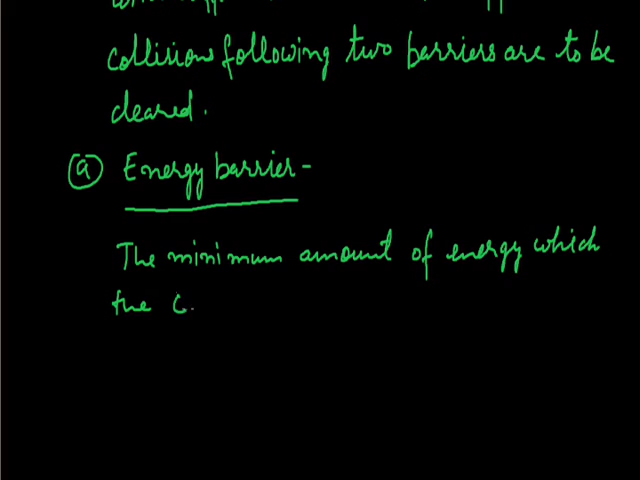 collision following two barriers are to be
cleared.
(a) Energy barrier -
The minimum amount of energy which
the c